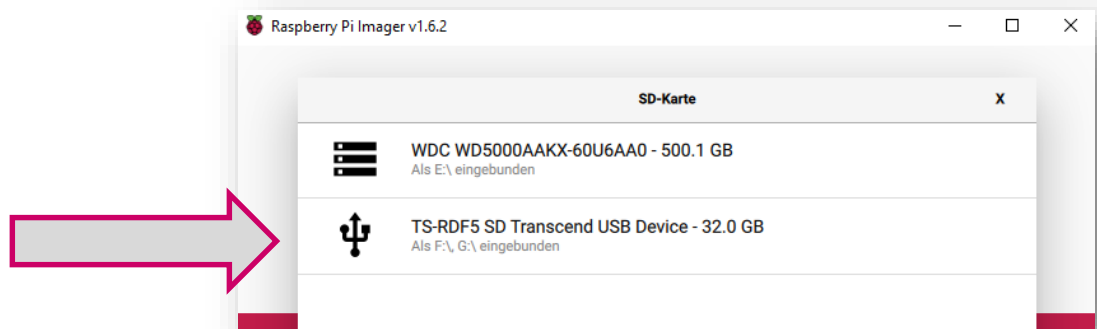 Raspberry Pi Imager v1.6.2
SD-Karte X
WDC WD5000AAKX-60U6AA0 - 500.1 GB
Als E:\ eingebunden
TS-RDF5 SD Transcend USB Device - 32.0 GB
Als F:\, G:\ eingebunden